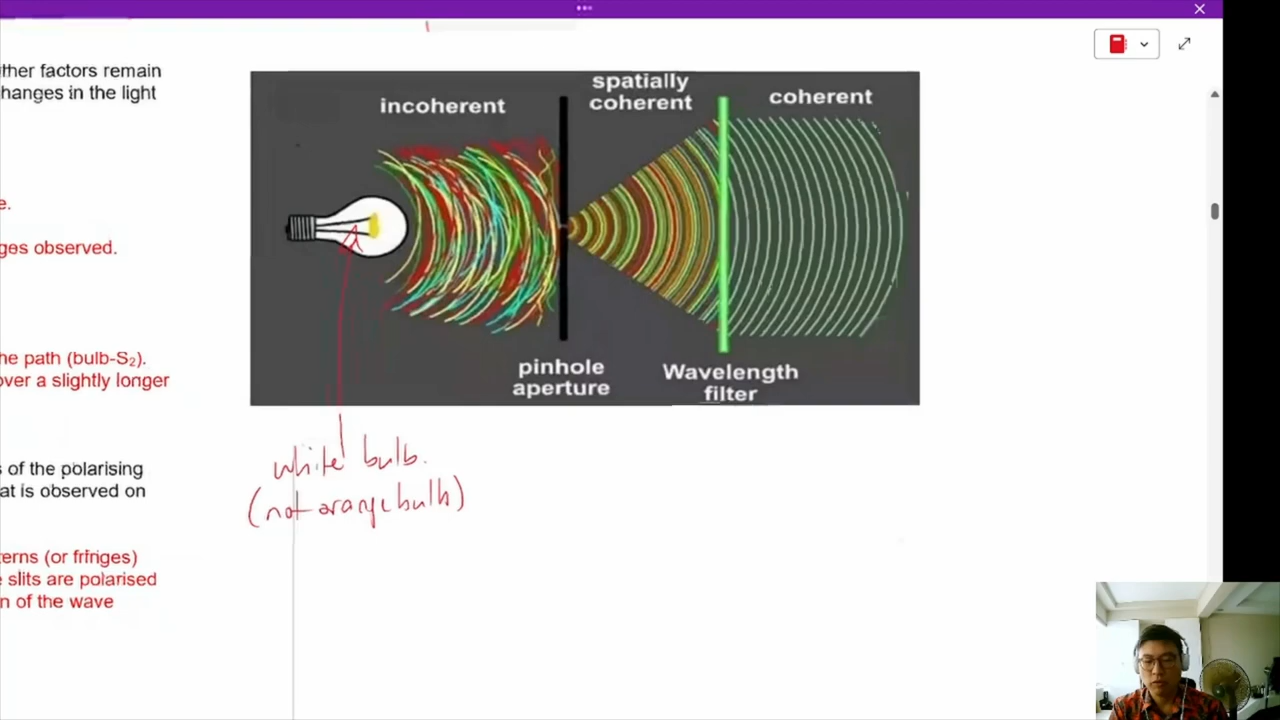 ther factors remain
hanges in the light
e.
ges observed.
he path (bulb-S₂).
over a slightly longer
s of the polarising
at is observed on
terns (or fringes)
e slits are polarised
n of the wave
incoherent
spatially
coherent
coherent
pinhole
aperture
Wavelength
filter
white bulb.
(not orange bulb)